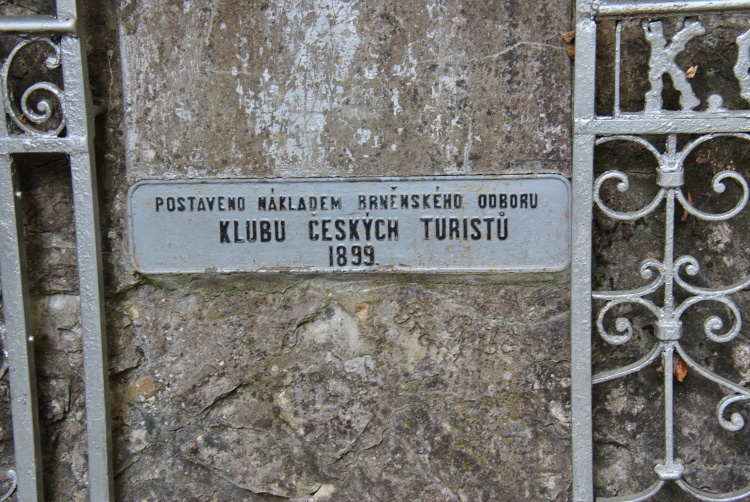 POSTAVENO NÁKLADEM BRNĚNSKÉHO ODBORU
KLUBU ČESKÝCH TURISTŮ
1899.
K.